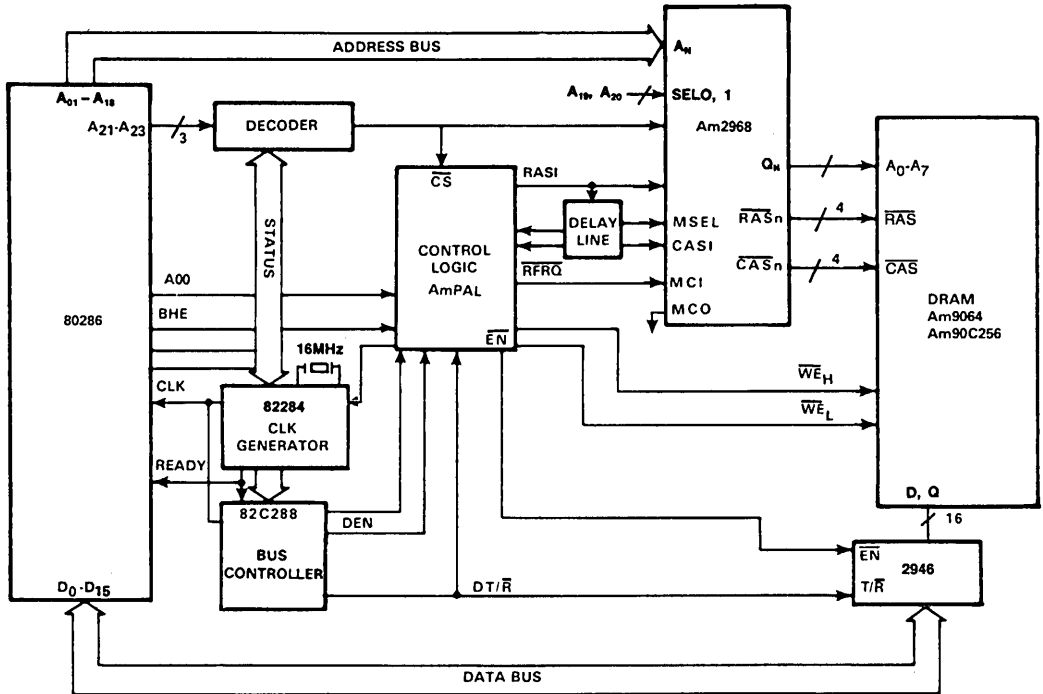 ADDRESS BUS
A01 – A18
A21-A23
3
DECODER
A19, A20
AN
SELO, 1
Am2968
QN
A0-A7
CS
RASI
DELAY
LINE
MSEL
CASI
RASn
4
RAS
CASn
4
CAS
STATUS
CONTROL
LOGIC
AmPAL
RFRQ
MCI
MCO
EN
DRAM
Am9064
Am90C256
80286
A00
BHE
16MHz
CLK
82284
CLK
GENERATOR
WEH
WEL
READY
82C288
BUS
CONTROLLER
DEN
DT/R
D, Q
16
EN
2946
T/R
D0-D15
DATA BUS